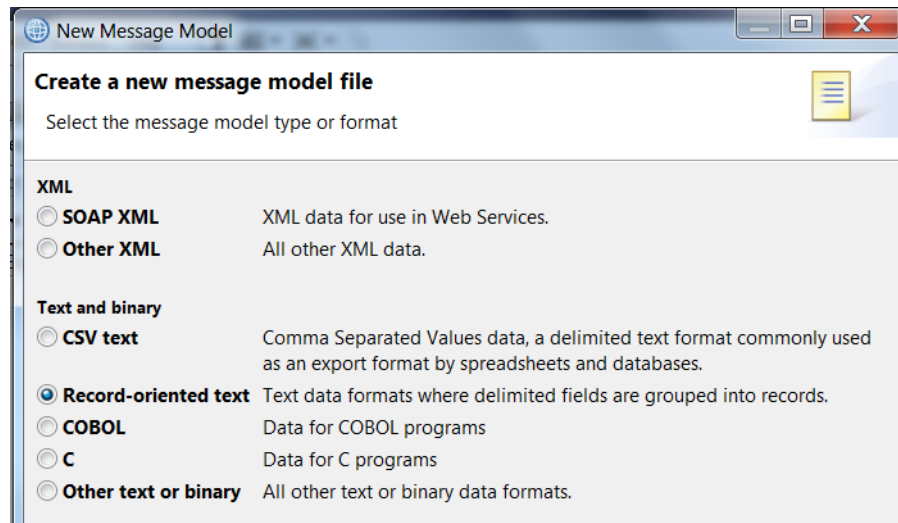 New Message Model
Create a new message model file
Select the message model type or format
XML
SOAP XML XML data for use in Web Services.
Other XML All other XML data.
Text and binary
CSV text Comma Separated Values data, a delimited text format commonly used
as an export format by spreadsheets and databases.
Record-oriented text Text data formats where delimited fields are grouped into records.
COBOL Data for COBOL programs
C Data for C programs
Other text or binary All other text or binary data formats.